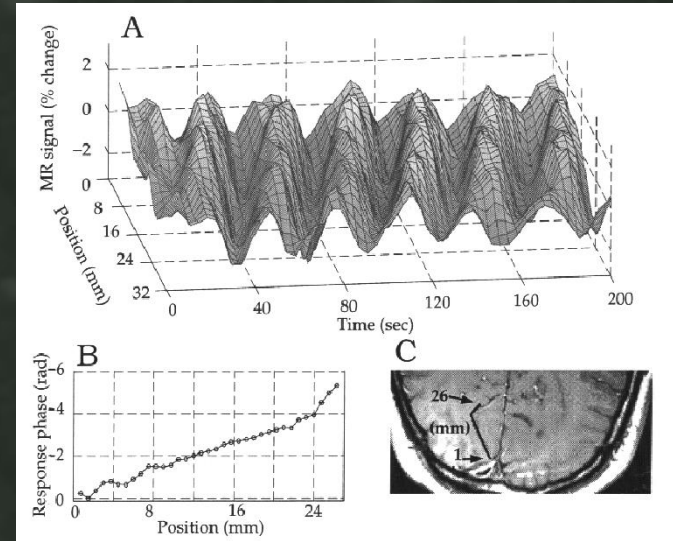 A
MR signal (% change)
2
0
-2
0
8
16
24
32
Position (mm)
0
40
80
120
160
200
Time (sec)
B
Response phase (rad)
-6
-4
-2
0
0
8
16
24
Position (mm)
C
26
(mm)
1